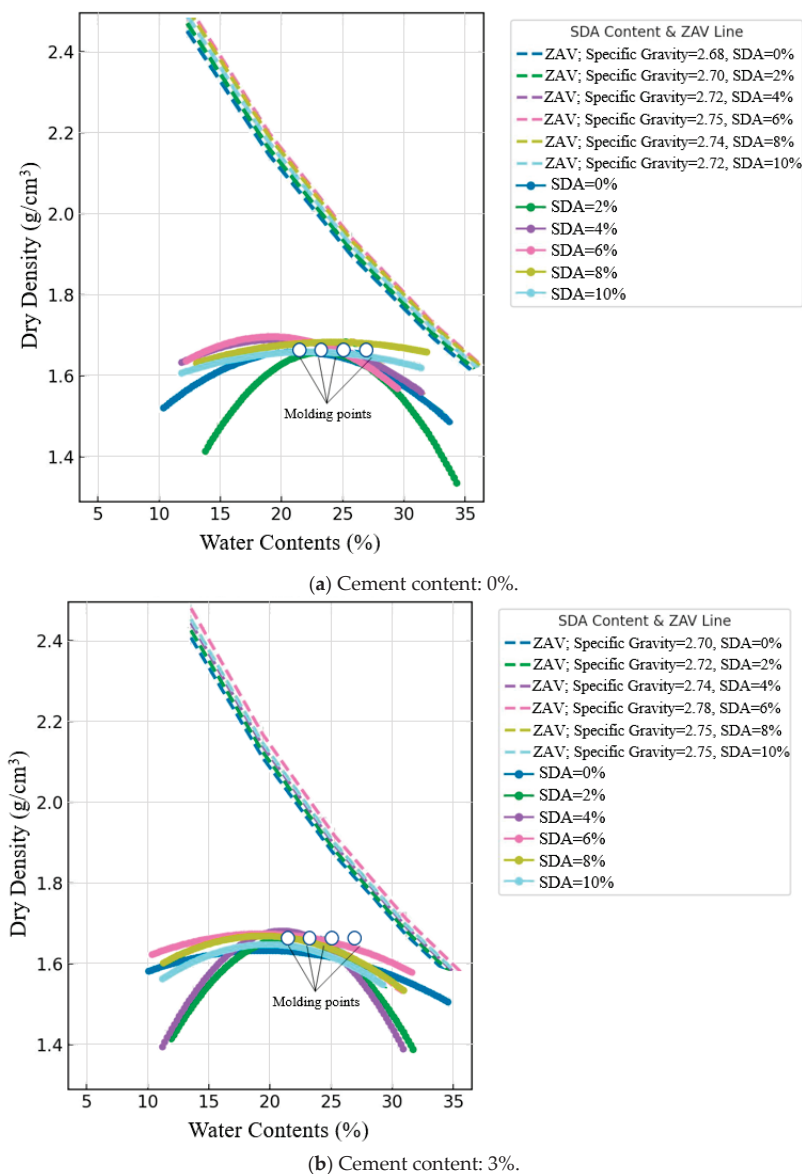 SDA Content & ZAV Line
ZAV; Specific Gravity=2.68, SDA=0%
ZAV; Specific Gravity=2.70, SDA=2%
ZAV; Specific Gravity=2.72, SDA=4%
ZAV; Specific Gravity=2.75, SDA=6%
ZAV; Specific Gravity=2.74, SDA=8%
ZAV; Specific Gravity=2.72, SDA=10%
SDA=0%
SDA=2%
SDA=4%
SDA=6%
SDA=8%
SDA=10%
Dry Density (g/cm³)
2.4
2.2
2.0
1.8
1.6
1.4
Molding points
5 10 15 20 25 30 35
Water Contents (%)
(a) Cement content: 0%.
SDA Content & ZAV Line
ZAV; Specific Gravity=2.70, SDA=0%
ZAV; Specific Gravity=2.72, SDA=2%
ZAV; Specific Gravity=2.74, SDA=4%
ZAV; Specific Gravity=2.78, SDA=6%
ZAV; Specific Gravity=2.75, SDA=8%
ZAV; Specific Gravity=2.75, SDA=10%
SDA=0%
SDA=2%
SDA=4%
SDA=6%
SDA=8%
SDA=10%
Dry Density (g/cm³)
2.4
2.2
2.0
1.8
1.6
1.4
Molding points
5 10 15 20 25 30 35
Water Contents (%)
(b) Cement content: 3%.